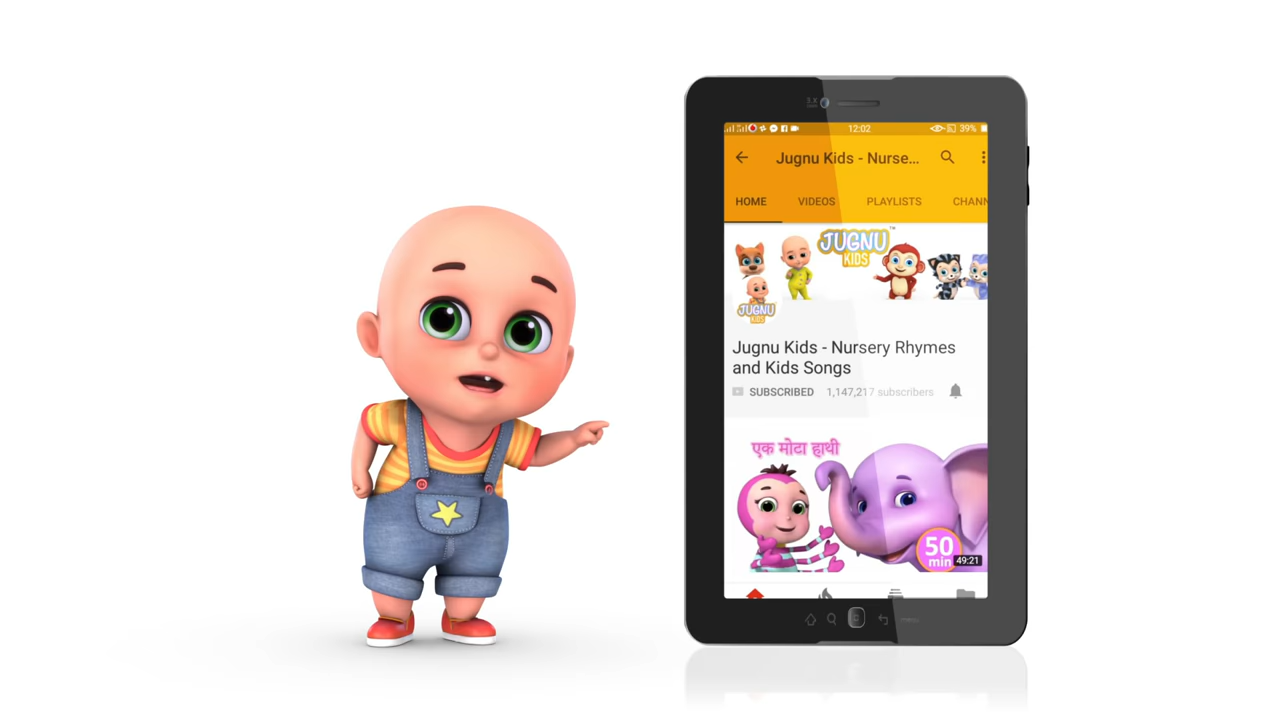 12:02
39%
Jugnu Kids - Nurse...
HOME VIDEOS PLAYLISTS CHANN
JUGNU
KIDS
™
JUGNU
KIDS
Jugnu Kids - Nursery Rhymes
and Kids Songs
SUBSCRIBED 1,147,217 subscribers
एक मोटा हाथी
50
min
49:21